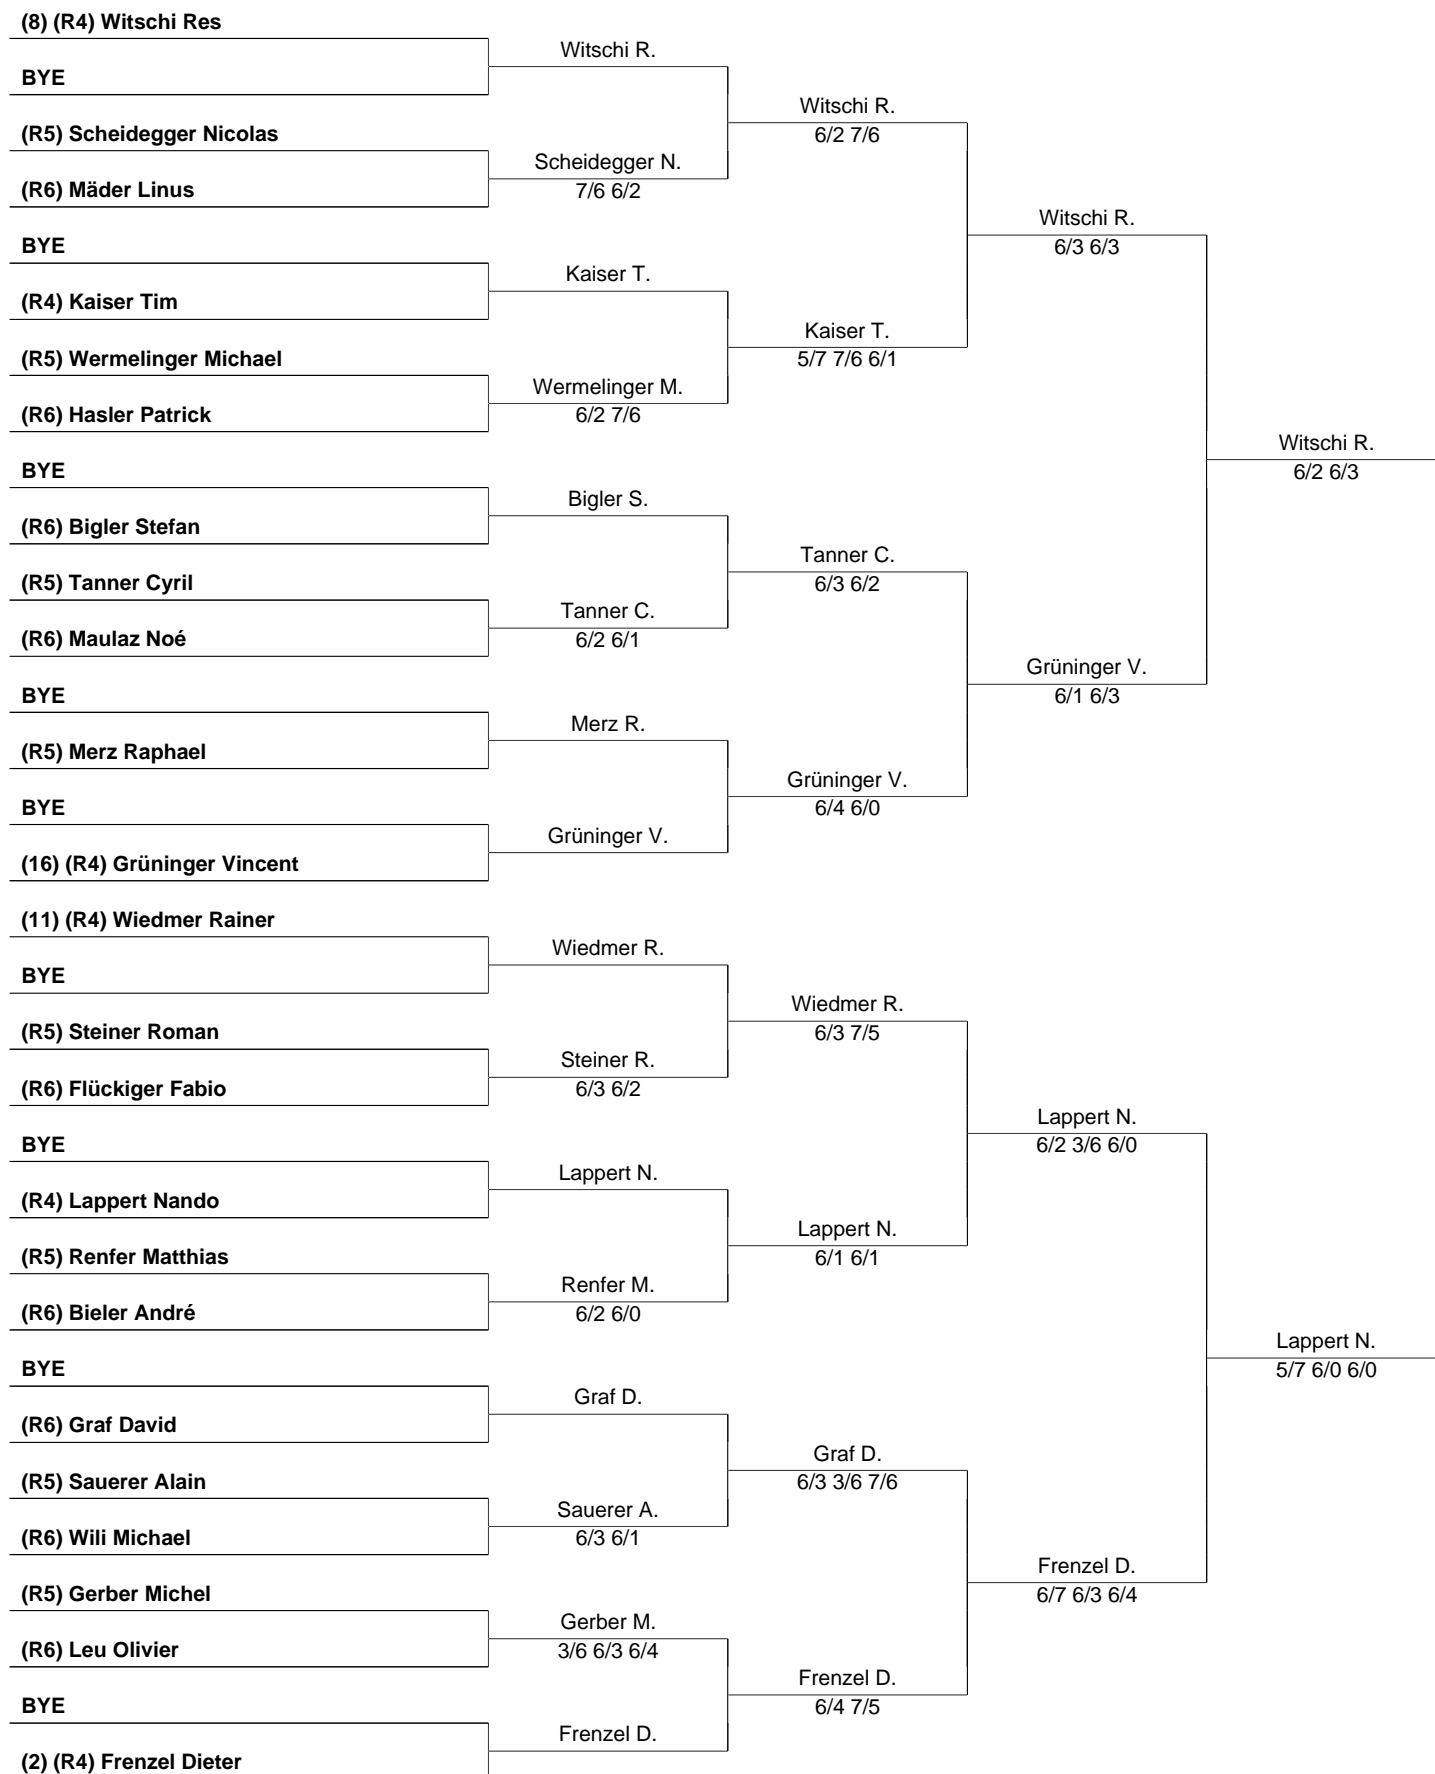 (8) (R4) Witschi Res
BYE
(R5) Scheidegger Nicolas
(R6) Mäder Linus
BYE
(R4) Kaiser Tim
(R5) Wermelinger Michael
(R6) Hasler Patrick
BYE
(R6) Bigler Stefan
(R5) Tanner Cyril
(R6) Maulaz Noé
BYE
(R5) Merz Raphael
BYE
(16) (R4) Grüninger Vincent
(11) (R4) Wiedmer Rainer
BYE
(R5) Steiner Roman
(R6) Flückiger Fabio
BYE
(R4) Lappert Nando
(R5) Renfer Matthias
(R6) Bieler André
BYE
(R6) Graf David
(R5) Sauerer Alain
(R6) Wili Michael
(R5) Gerber Michel
(R6) Leu Olivier
BYE
(2) (R4) Frenzel Dieter
Witschi R.
Scheidegger N.
7/6 6/2
Kaiser T.
Wermelinger M.
6/2 7/6
Bigler S.
Tanner C.
6/2 6/1
Merz R.
Grüninger V.
Wiedmer R.
Steiner R.
6/3 6/2
Lappert N.
Renfer M.
6/2 6/0
Graf D.
Sauerer A.
6/3 6/1
Gerber M.
3/6 6/3 6/4
Frenzel D.
Witschi R.
6/2 7/6
Kaiser T.
5/7 7/6 6/1
Tanner C.
6/3 6/2
Grüninger V.
6/4 6/0
Wiedmer R.
6/3 7/5
Lappert N.
6/1 6/1
Graf D.
6/3 3/6 7/6
Frenzel D.
6/4 7/5
Witschi R.
6/3 6/3
Grüninger V.
6/1 6/3
Lappert N.
6/2 3/6 6/0
Frenzel D.
6/7 6/3 6/4
Witschi R.
6/2 6/3
Lappert N.
5/7 6/0 6/0